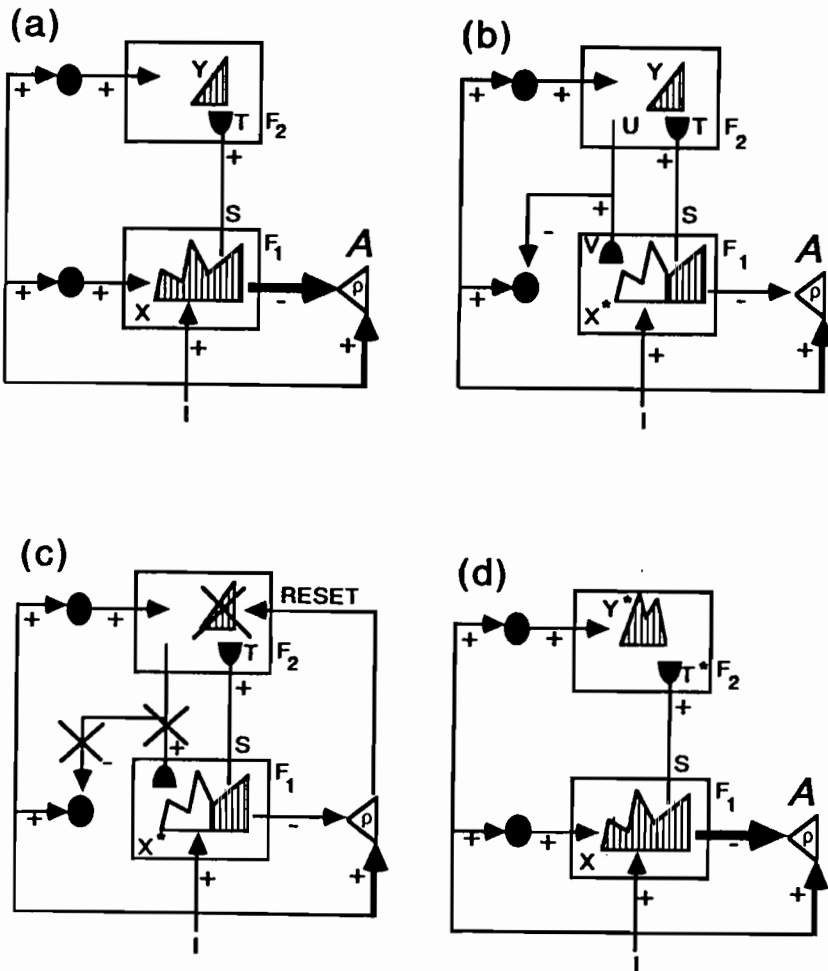 (a)
Y
+ +
T F2
+
S
F1 A
+ +
ρ
X -
+ +
I
(b)
Y
+ +
U T F2
+
+
- S
V F1 A
+
ρ
X* -
+ +
I
(c)
RESET
+ +
T F2
+
+
- S
F1
+
ρ
X* -
+ +
I
(d)
Y*
+ +
T* F2
+
S
F1 A
+ +
ρ
X -
+ +
I